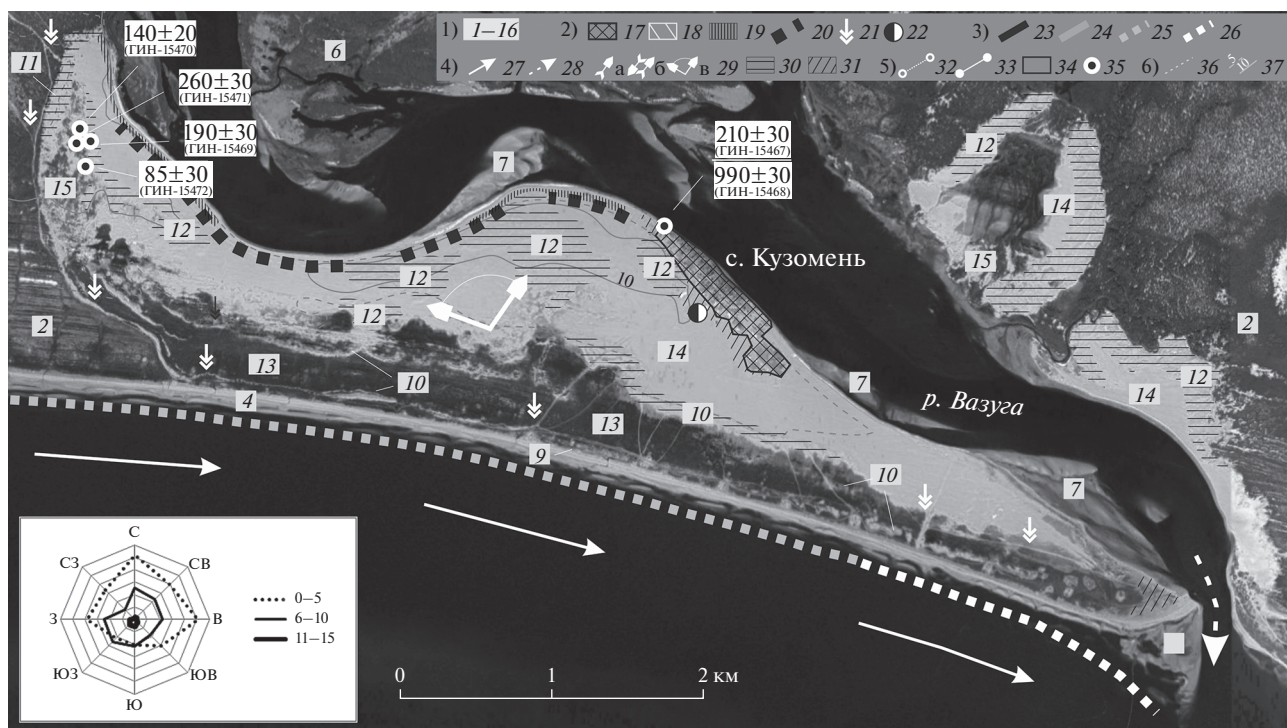 1) 1–16 2) 17 18 19 20 21 22 3) 23 24 25 26
4) 27 28 а б в 29 30 31 5) 32 33 34 35 6) 36 5 10 37
140±20
(ГИН-15470)
260±30
(ГИН-15471)
190±30
(ГИН-15469)
85±30
(ГИН-15472)
210±30
(ГИН-15467)
990±30
(ГИН-15468)
11
6
7
12
14
15
15
12
12
12
12
12
10
с. Кузомень
2
2
13
10
14
7
р. Вазуга
14
12
4
13
10
9
10
7
С
СЗ
СВ
З
В
ЮЗ
ЮВ
Ю
0–5
6–10
11–15
0
1
2 км